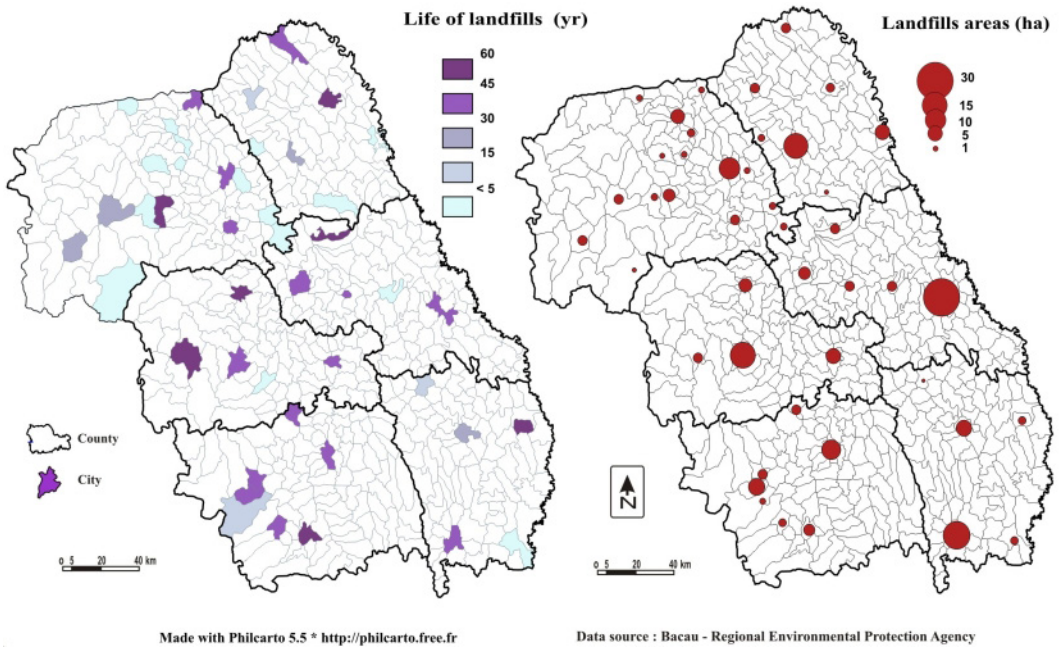 Life of landfills (yr)
60
45
30
15
< 5
Landfills areas (ha)
30
15
10
5
1
County
City
N
o 5 20 40 km
o 5 20 40 km
Made with Philcarto 5.5 * http://philcarto.free.fr
Data source : Bacau - Regional Environmental Protection Agency